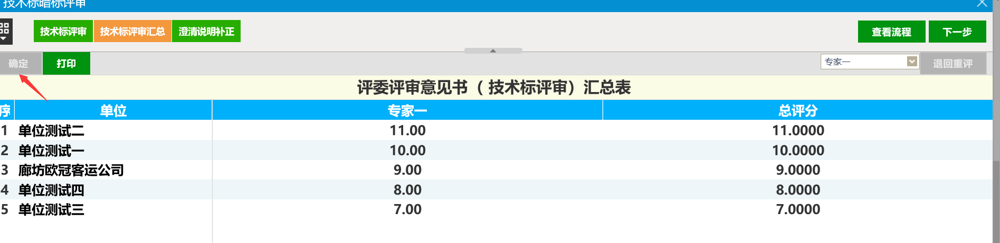 技术标暗标评审
技术标评审 技术标评审汇总 澄清说明补正 查看流程 下一步
确定 打印 专家一 退回重评
评委评审意见书（技术标评审）汇总表
序 单位 专家一 总评分
1 单位测试二 11.00 11.0000
2 单位测试一 10.00 10.0000
3 廊坊欧冠客运公司 9.00 9.0000
4 单位测试四 8.00 8.0000
5 单位测试三 7.00 7.0000